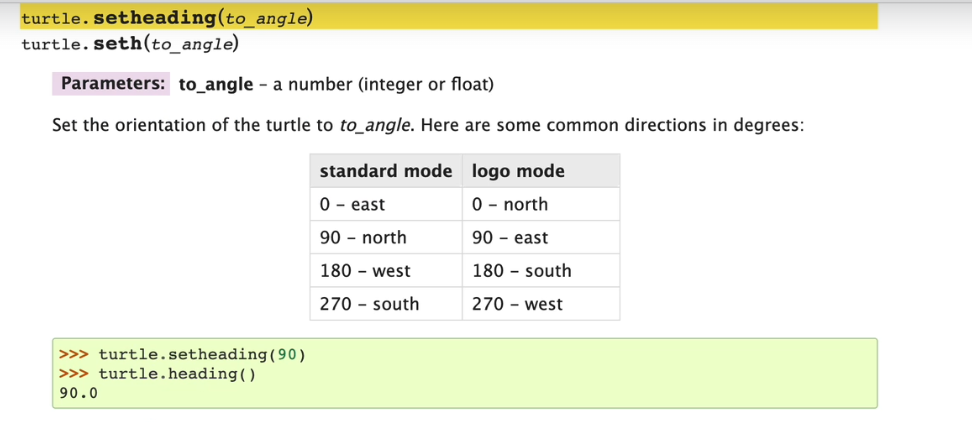 turtle.setheading(to_angle)
turtle.seth(to_angle)
Parameters: to_angle – a number (integer or float)
Set the orientation of the turtle to to_angle. Here are some common directions in degrees:
standard mode logo mode
0 – east 0 – north
90 – north 90 – east
180 – west 180 – south
270 – south 270 – west
>>> turtle.setheading(90)
>>> turtle.heading()
90.0